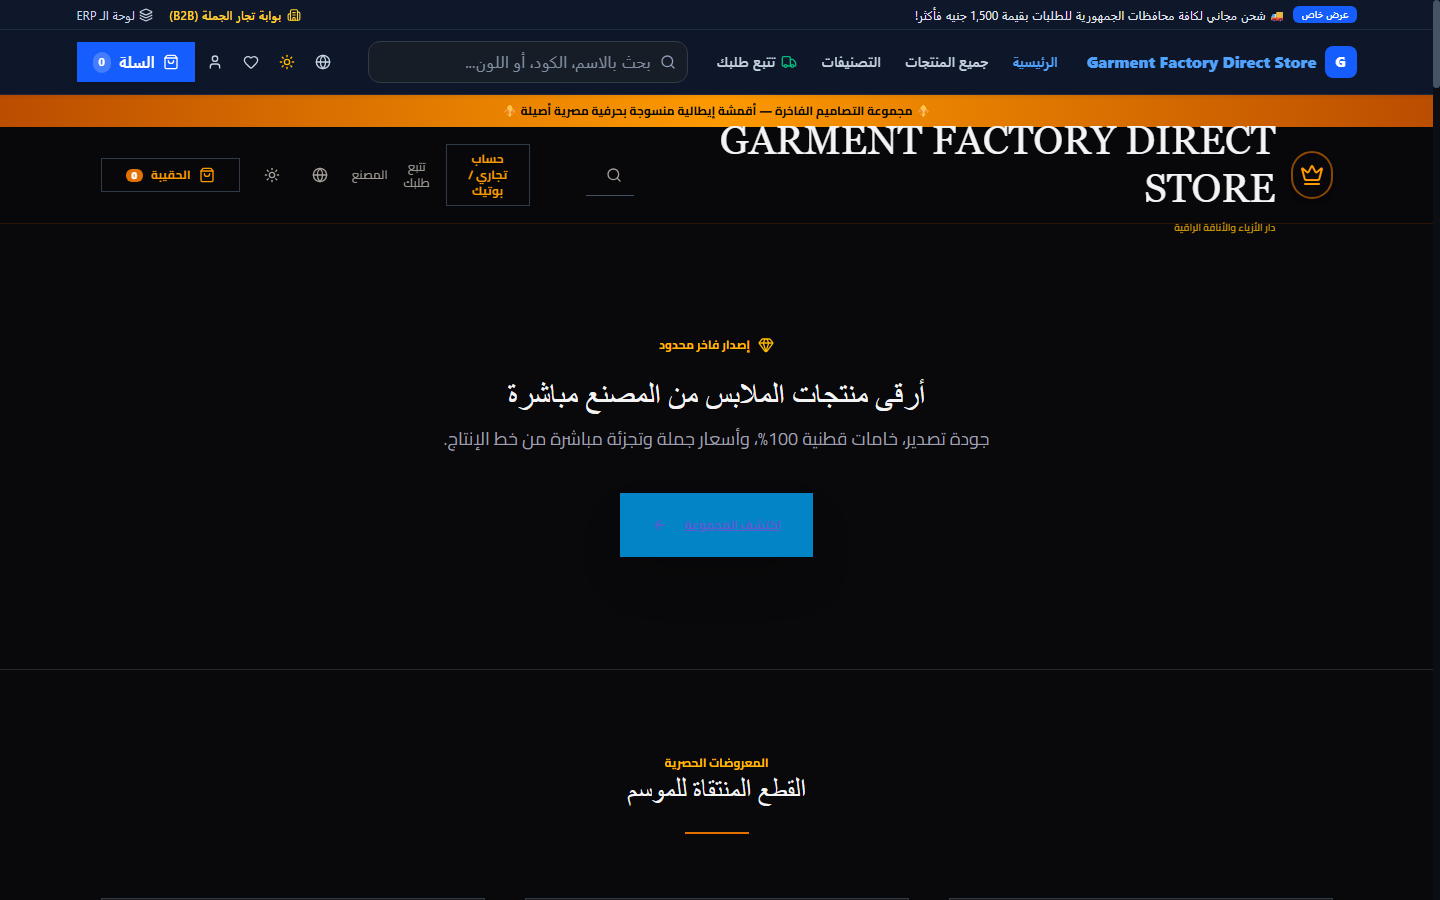 عرض خاص
🚚 شحن مجاني لكافة محافظات الجمهورية للطلبات بقيمة 1,500 جنيه فأكثر!
بوابة تجار الجملة (B2B)
لوحة الـ ERP
G
Garment Factory Direct Store
الرئيسية
جميع المنتجات
التصنيفات
تتبع طلبك
بحث بالاسم، الكود، أو اللون...
السلة
0
مجموعة التصاميم الفاخرة — أقمشة إيطالية منسوجة بحرفية مصرية أصيلة
GARMENT FACTORY DIRECT
STORE
دار الأزياء والأناقة الراقية
حساب
تجاري /
بوتيك
تتبع
طلبك
المصنع
الحقيبة
0
إصدار فاخر محدود
أرقى منتجات الملابس من المصنع مباشرة
جودة تصدير، خامات قطنية 100%، وأسعار جملة وتجزئة مباشرة من خط الإنتاج.
المعروضات الحصرية
القطع المنتقاة للموسم